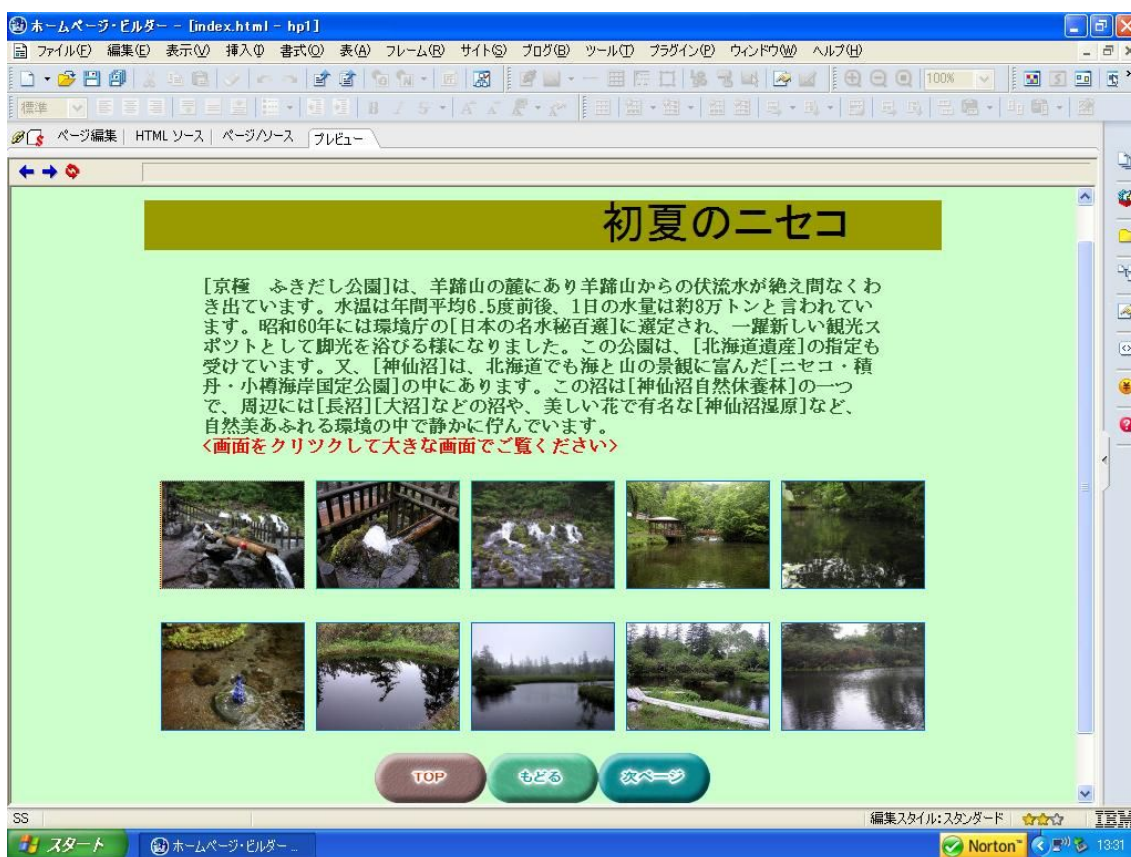 ホームページ・ビルダー - [index.html - hp1]
ファイル(F) 編集(E) 表示(V) 挿入(I) 書式(O) 表(A) フレーム(R) サイト(S) ブログ(B) ツール(T) プラグイン(P) ウィンドウ(W) ヘルプ(H)
100%
標準
ページ編集 HTML ソース ページ/ソース プレビュー
初夏のニセコ
[京極　ふきだし公園]は、羊蹄山の麓にあり羊蹄山からの伏流水が絶え間なくわ
き出ています。水温は年間平均6.5度前後、1日の水量は約8万トンと言われてい
ます。昭和60年には環境庁の[日本の名水秘百選]に選定され、一躍新しい観光ス
ポツトとして脚光を浴びる様になりました。この公園は、[北海道遺産]の指定も
受けています。又、[神仙沼]は、北海道でも海と山の景観に富んだ[ニセコ・積
丹・小樽海岸国定公園]の中にあります。この沼は[神仙沼自然休養林]の一つ
で、周辺には[長沼][大沼]などの沼や、美しい花で有名な[神仙沼湿原]など、
自然美あふれる環境の中で静かに佇んでいます。
<画面をクリツクして大きな画面でご覧ください>
TOP もどる 次ページ
SS 編集スタイル:スタンダード IBM
スタート ホームページ・ビルダー ... Norton 13:31